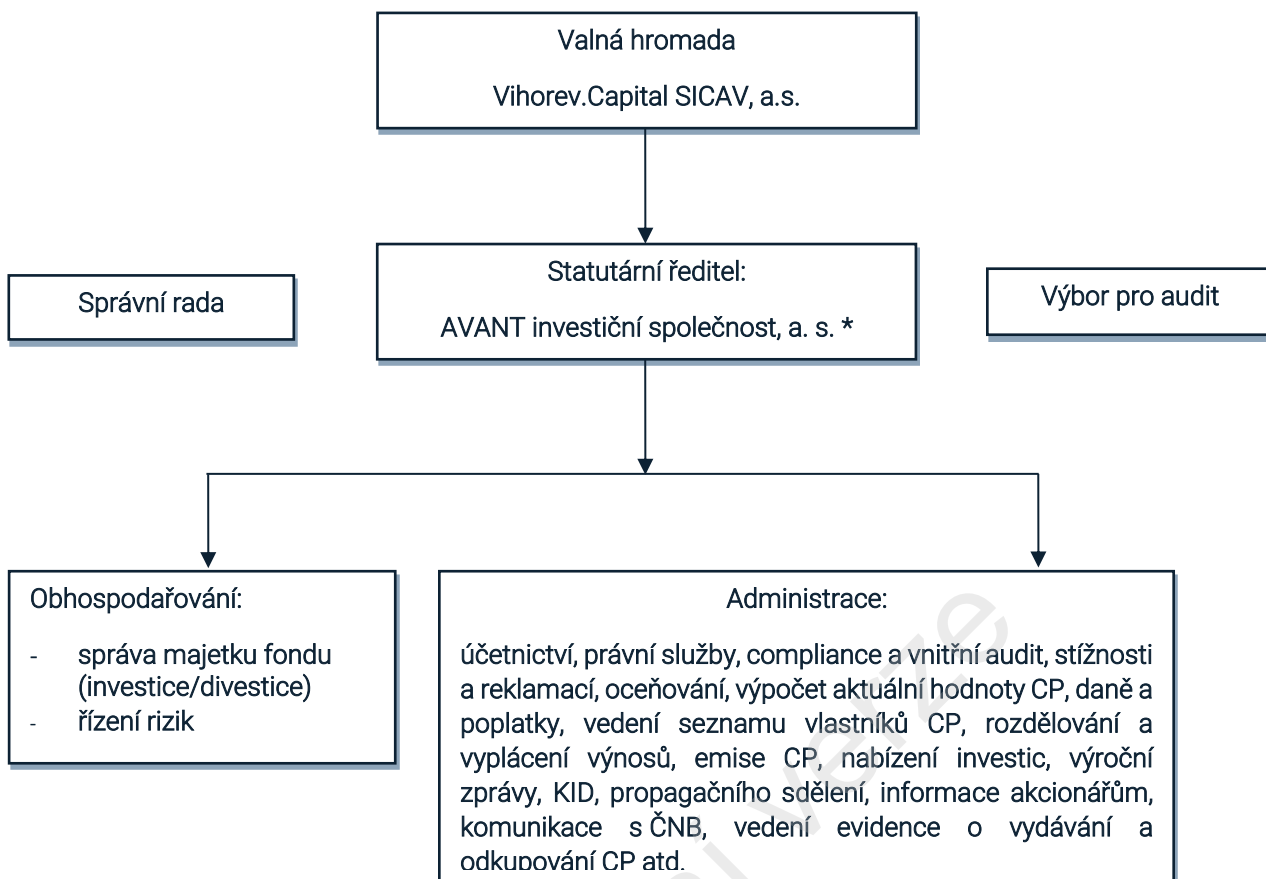 Valná hromada
Vihorev.Capital SICAV, a.s.
Statutární ředitel:
AVANT investiční společnost, a. s. *
Správní rada
Výbor pro audit
Obhospodařování:
- správa majetku fondu
(investice/divestice)
- řízení rizik
Administrace:
účetnictví, právní služby, compliance a vnitřní audit, stížnosti
a reklamací, oceňování, výpočet aktuální hodnoty CP, daně a
poplatky, vedení seznamu vlastníků CP, rozdělování a
vyplácení výnosů, emise CP, nabízení investic, výroční
zprávy, KID, propagačního sdělení, informace akcionářům,
komunikace s ČNB, vedení evidence o vydávání a
odkupování CP atd.
verze